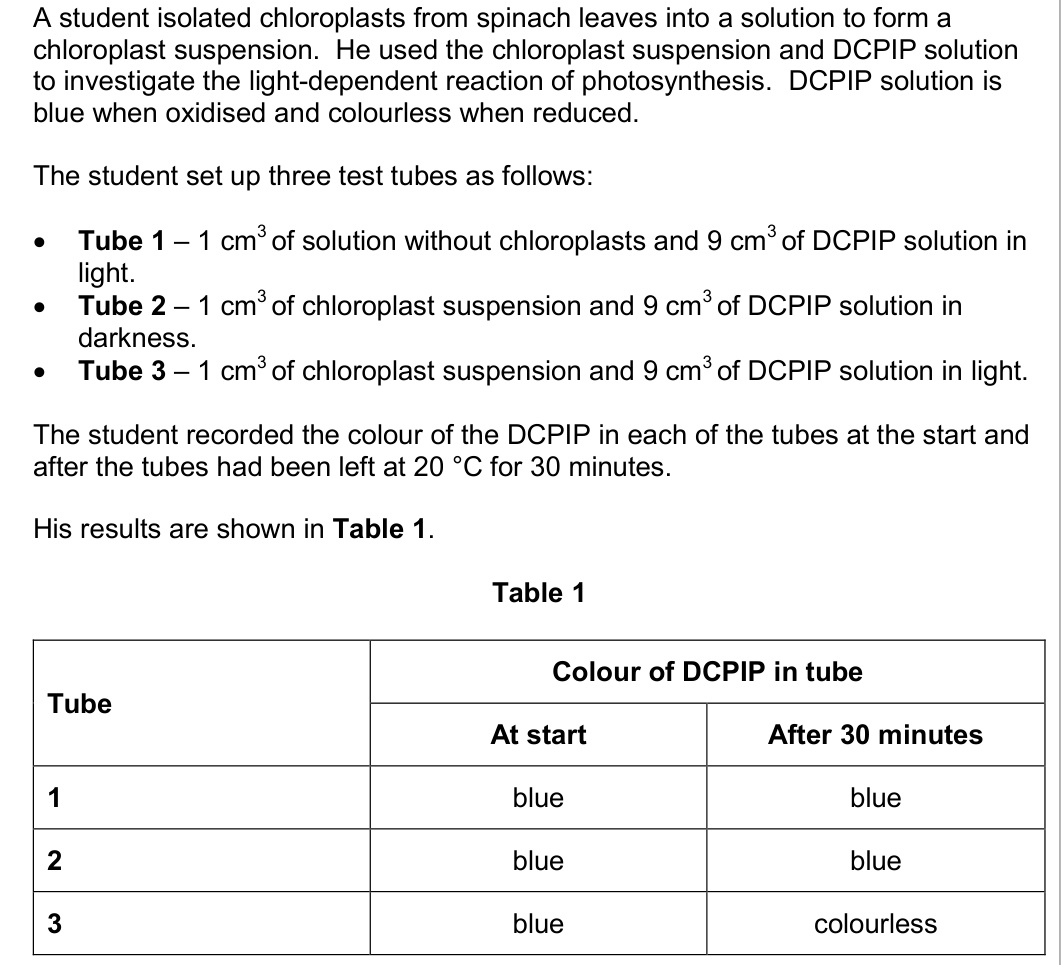 A student isolated chloroplasts from spinach leaves into a solution to form a
chloroplast suspension.  He used the chloroplast suspension and DCPIP solution
to investigate the light-dependent reaction of photosynthesis.  DCPIP solution is
blue when oxidised and colourless when reduced.
The student set up three test tubes as follows:
• Tube 1 – 1 cm³ of solution without chloroplasts and 9 cm³ of DCPIP solution in
light.
• Tube 2 – 1 cm³ of chloroplast suspension and 9 cm³ of DCPIP solution in
darkness.
• Tube 3 – 1 cm³ of chloroplast suspension and 9 cm³ of DCPIP solution in light.
The student recorded the colour of the DCPIP in each of the tubes at the start and
after the tubes had been left at 20 °C for 30 minutes.
His results are shown in Table 1.
Table 1
Tube
Colour of DCPIP in tube
At start After 30 minutes
1 blue blue
2 blue blue
3 blue colourless